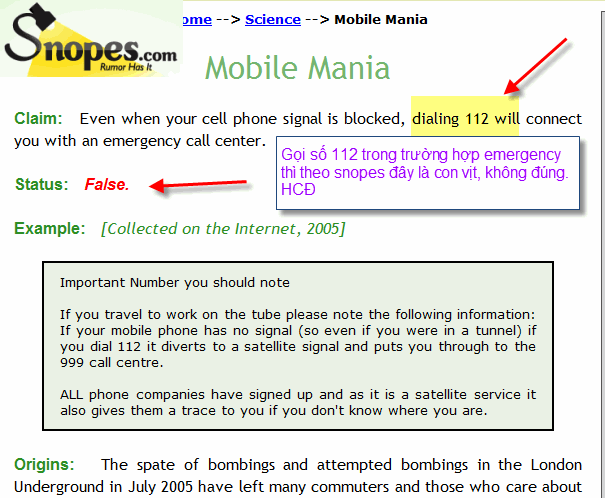 Snopes.com
Rumor Has It
ome --> Science --> Mobile Mania
Mobile Mania
Claim: Even when your cell phone signal is blocked, dialing 112 will connect
you with an emergency call center.
Gọi số 112 trong trường hợp emergency
thì theo snopes đây là con vịt, không đúng.
HCĐ
Status: False.
Example: [Collected on the Internet, 2005]
Important Number you should note
If you travel to work on the tube please note the following information:
If your mobile phone has no signal (so even if you were in a tunnel) if
you dial 112 it diverts to a satellite signal and puts you through to the
999 call centre.
ALL phone companies have signed up and as it is a satellite service it
also gives them a trace to you if you don't know where you are.
Origins: The spate of bombings and attempted bombings in the London
Underground in July 2005 have left many commuters and those who care about